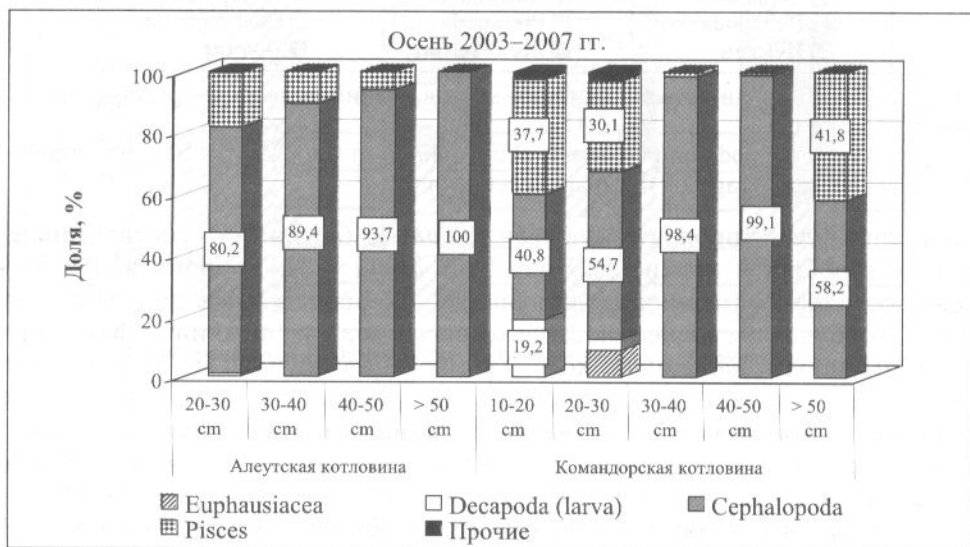 Осень 2003–2007 гг.
Доля, %
100
80
60
40
20
0
80,2
89,4
93,7
100
37,7
40,8
19,2
30,1
54,7
98,4
99,1
41,8
58,2
20-30 30-40 40-50 > 50 10-20 20-30 30-40 40-50 > 50
cm cm cm cm cm cm cm cm cm
Алеутская котловина Командорская котловина
Euphausiacea Decapoda (larva) Cephalopoda
Pisces Прочие